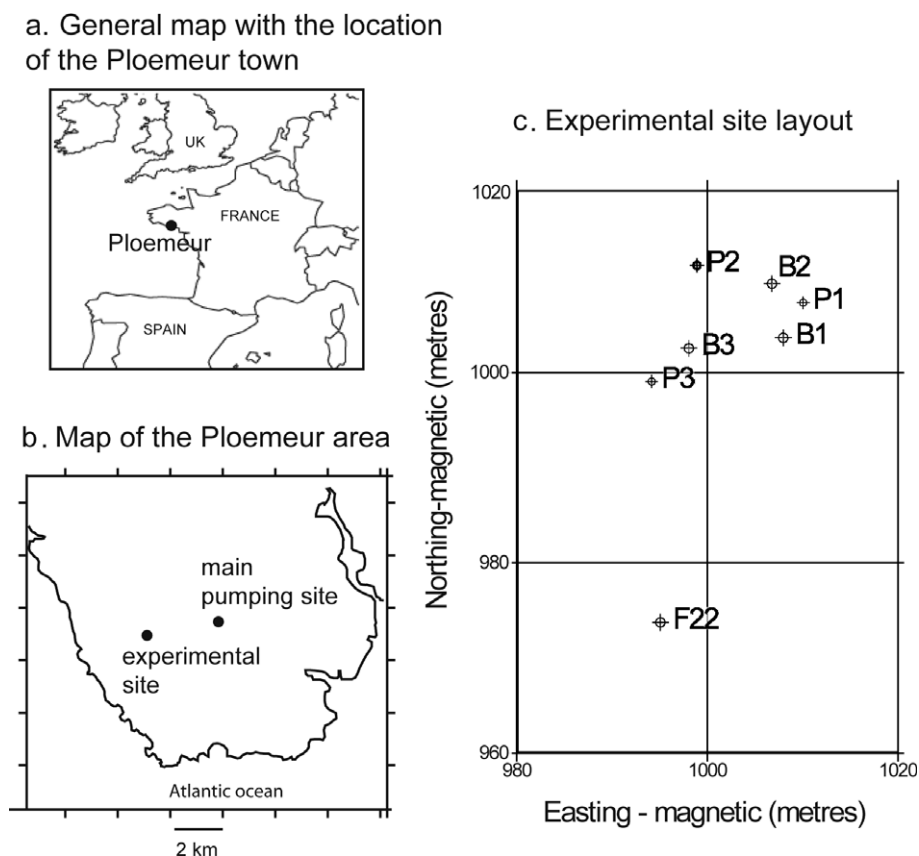 a. General map with the location
of the Ploemeur town
UK
FRANCE
Ploemeur
SPAIN
b. Map of the Ploemeur area
main
pumping site
experimental
site
Atlantic ocean
2 km
c. Experimental site layout
1020
P2
B2
P1
B1
B3
1000
P3
980
F22
960
980
1000
1020
Northing-magnetic (metres)
Easting - magnetic (metres)